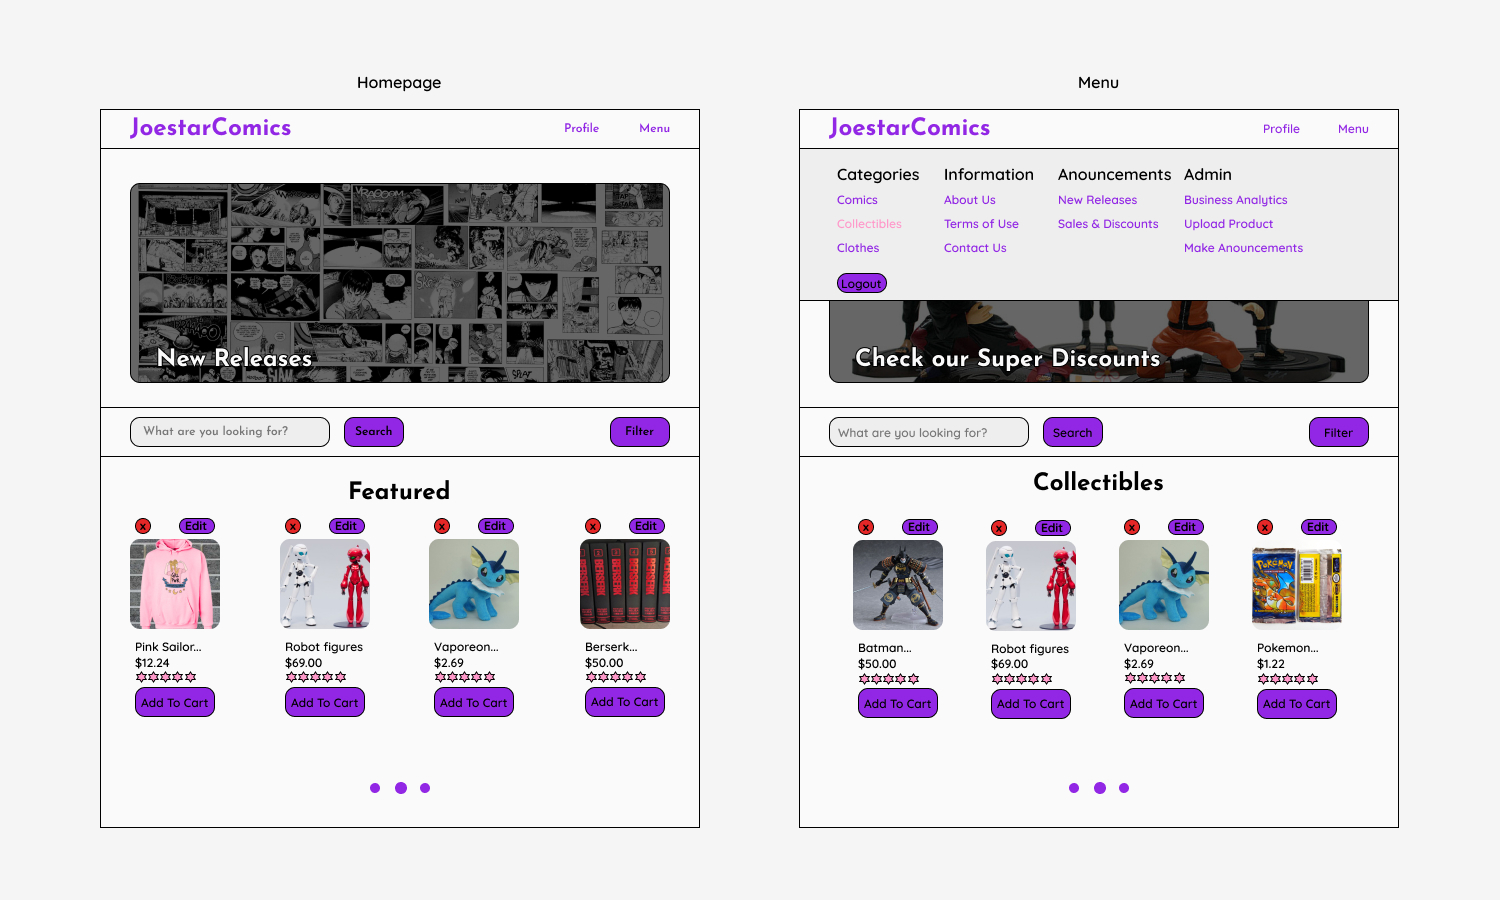 Homepage
JoestarComics
Profile
Menu
VRAOOOM
New Releases
What are you looking for?
Search
Filter
Featured
x
Edit
x
Edit
x
Edit
x
Edit
BERSERK
Pink Sailor...
$12.24
Add To Cart
Robot figures
$69.00
Add To Cart
Vaporeon...
$2.69
Add To Cart
Berserk...
$50.00
Add To Cart
Menu
JoestarComics
Profile
Menu
Categories
Comics
Collectibles
Clothes
Logout
Information
About Us
Terms of Use
Contact Us
Anouncements
New Releases
Sales & Discounts
Admin
Business Analytics
Upload Product
Make Anouncements
Check our Super Discounts
What are you looking for?
Search
Filter
Collectibles
x
Edit
x
Edit
x
Edit
x
Edit
POKéMON
Batman...
$50.00
Add To Cart
Robot figures
$69.00
Add To Cart
Vaporeon...
$2.69
Add To Cart
Pokemon...
$1.22
Add To Cart